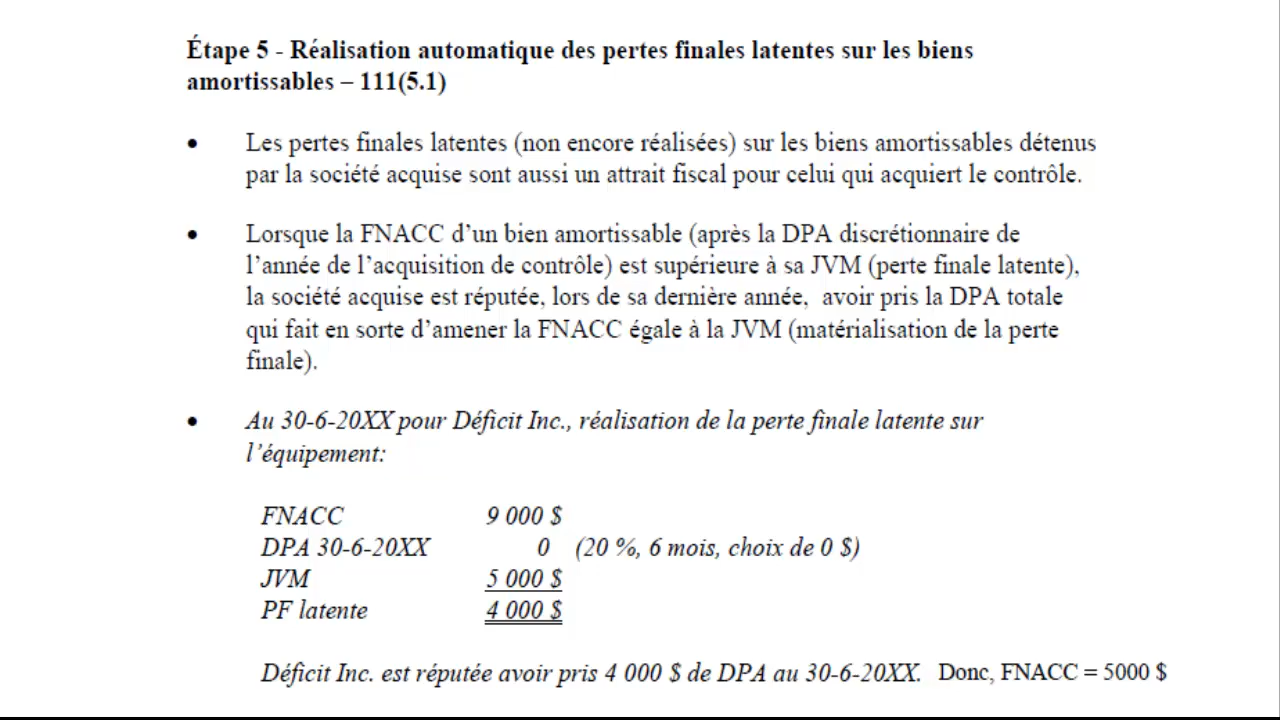 Étape 5 - Réalisation automatique des pertes finales latentes sur les biens
amortissables – 111(5.1)
• Les pertes finales latentes (non encore réalisées) sur les biens amortissables détenus
par la société acquise sont aussi un attrait fiscal pour celui qui acquiert le contrôle.
• Lorsque la FNACC d’un bien amortissable (après la DPA discrétionnaire de
l’année de l’acquisition de contrôle) est supérieure à sa JVM (perte finale latente),
la société acquise est réputée, lors de sa dernière année, avoir pris la DPA totale
qui fait en sorte d’amener la FNACC égale à la JVM (matérialisation de la perte
finale).
• Au 30-6-20XX pour Déficit Inc., réalisation de la perte finale latente sur
l’équipement:
FNACC 9 000 $
DPA 30-6-20XX 0 (20 %, 6 mois, choix de 0 $)
JVM 5 000 $
PF latente 4 000 $
Déficit Inc. est réputée avoir pris 4 000 $ de DPA au 30-6-20XX. Donc, FNACC = 5000 $